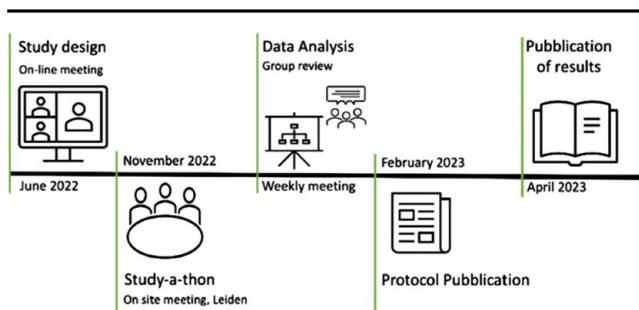 Study design
On-line meeting
June 2022
November 2022
Study-a-thon
On site meeting, Leiden
Data Analysis
Group review
Weekly meeting
February 2023
Protocol Pubblication
Pubblication
of results
April 2023